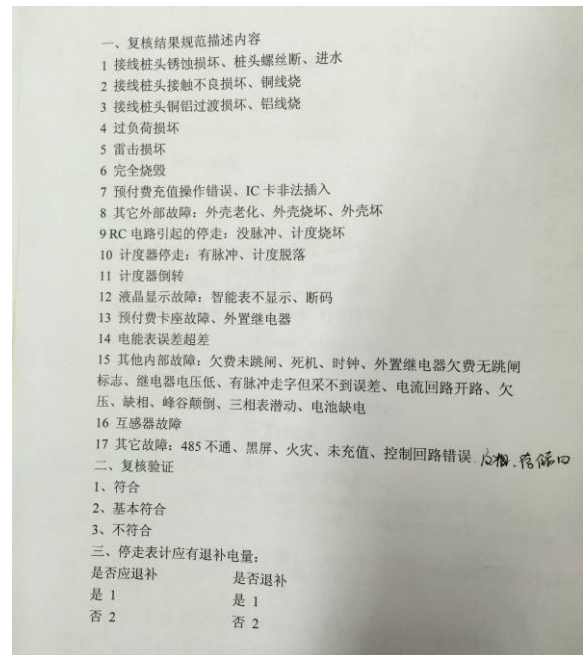 一、复核结果规范描述内容
1 接线桩头锈蚀损坏、桩头螺丝断、进水
2 接线桩头接触不良损坏、铜线烧
3 接线桩头铜铝过渡损坏、铝线烧
4 过负荷损坏
5 雷击损坏
6 完全烧毁
7 预付费充值操作错误、IC 卡非法插入
8 其它外部故障：外壳老化、外壳烧坏、外壳坏
9 RC 电路引起的停走：没脉冲、计度烧坏
10 计度器停走：有脉冲、计度脱落
11 计度器倒转
12 液晶显示故障：智能表不显示、断码
13 预付费卡座故障、外置继电器
14 电能表误差超差
15 其他内部故障：欠费未跳闸、死机、时钟、外置继电器欠费无跳闸
标志、继电器电压低、有脉冲走字但采不到误差、电流回路开路、欠
压、缺相、峰谷颠倒、三相表潜动、电池缺电
16 互感器故障
17 其它故障：485 不通、黑屏、火灾、未充值、控制回路错误
二、复核验证
1、符合
2、基本符合
3、不符合
三、停走表计应有退补电量：
是否应退补 是否退补
是 1 是 1
否 2 否 2